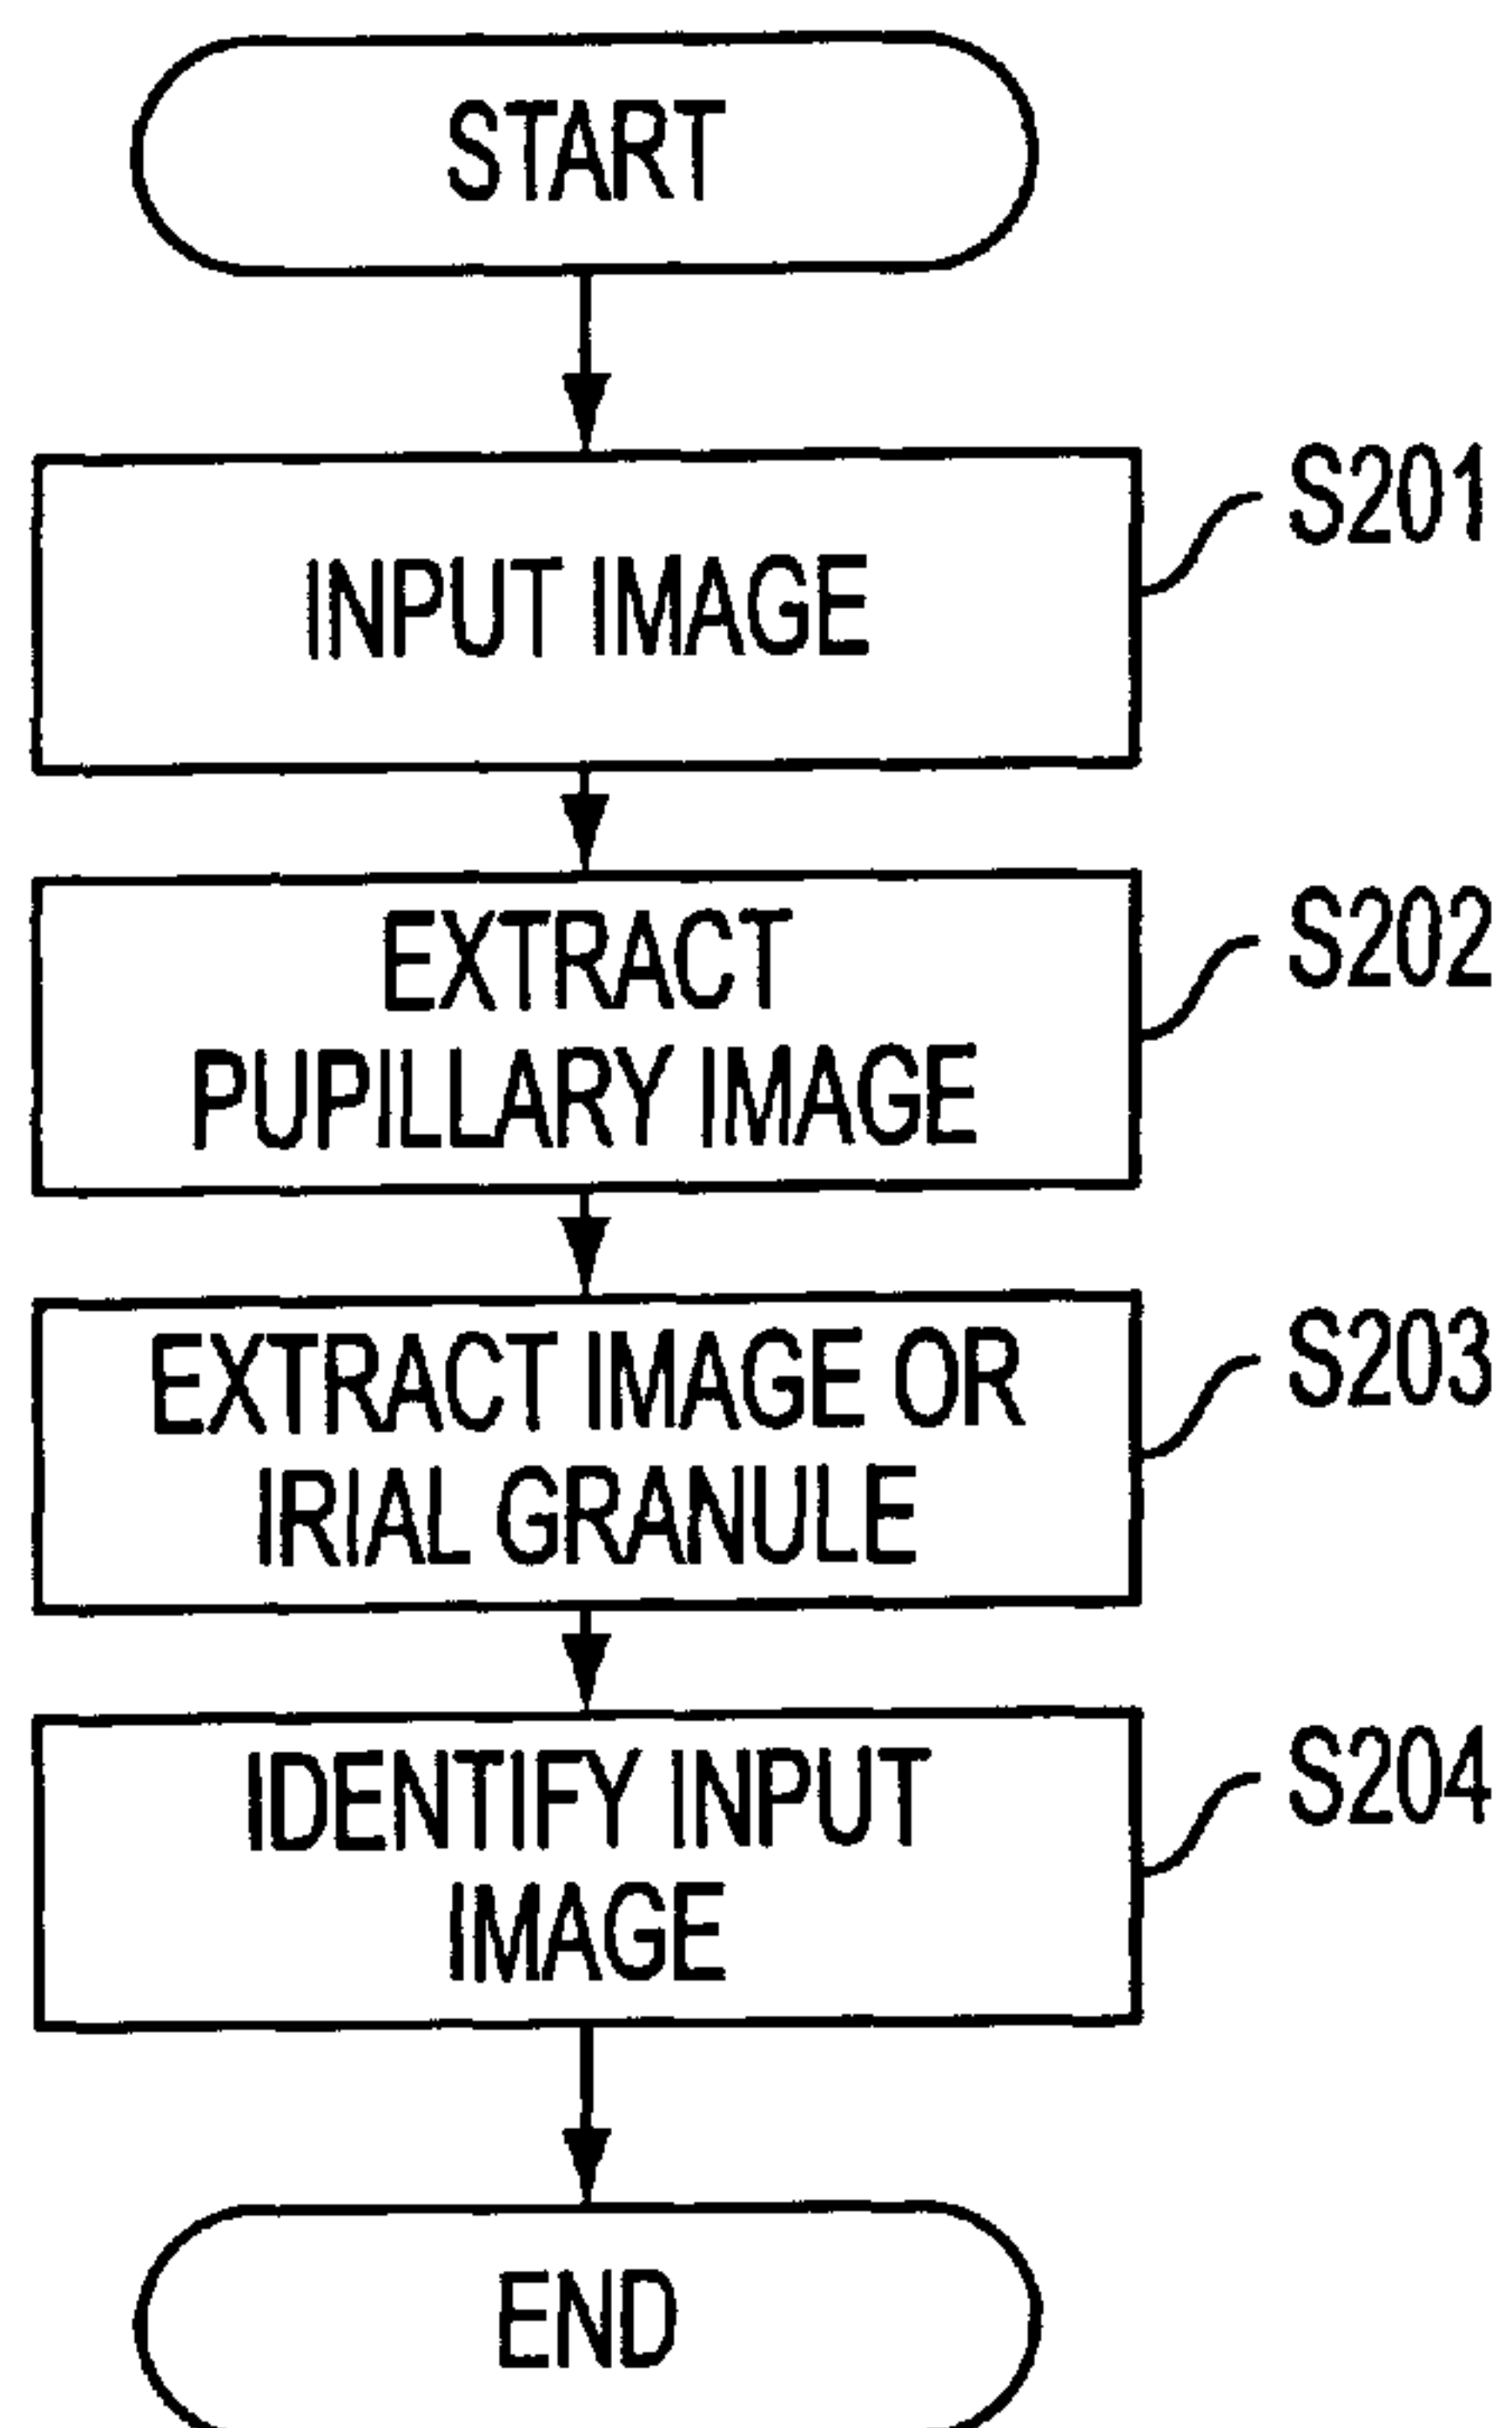 START
INPUT IMAGE
S201
EXTRACT
PUPILLARY IMAGE
S202
EXTRACT IMAGE OR
IRIAL GRANULE
S203
IDENTIFY INPUT
IMAGE
S204
END